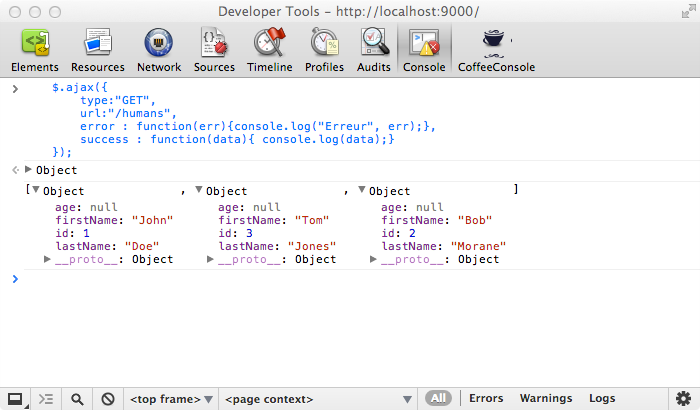 Developer Tools - http://localhost:9000/
Elements Resources Network Sources Timeline Profiles Audits Console CoffeeConsole
> $.ajax({
type:"GET",
url:"/humans",
error : function(err){console.log("Erreur", err);},
success : function(data){ console.log(data);}
});
Object
[Object , Object , Object ]
age: null age: null age: null
firstName: "John" firstName: "Tom" firstName: "Bob"
id: 1 id: 3 id: 2
lastName: "Doe" lastName: "Jones" lastName: "Morane"
__proto__: Object __proto__: Object __proto__: Object
>
<top frame> <page context> All Errors Warnings Logs